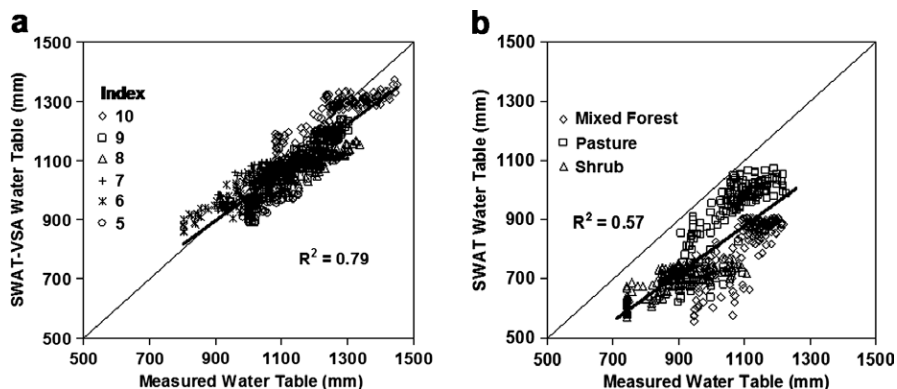 a
SWAT-VSA Water Table (mm)
1500
1300
1100
900
700
500
Index
10
9
8
7
6
5
R² = 0.79
500 700 900 1100 1300 1500
Measured Water Table (mm)
b
SWAT Water Table (mm)
1500
1300
1100
900
700
500
Mixed Forest
Pasture
Shrub
R² = 0.57
500 700 900 1100 1300 1500
Measured Water Table (mm)